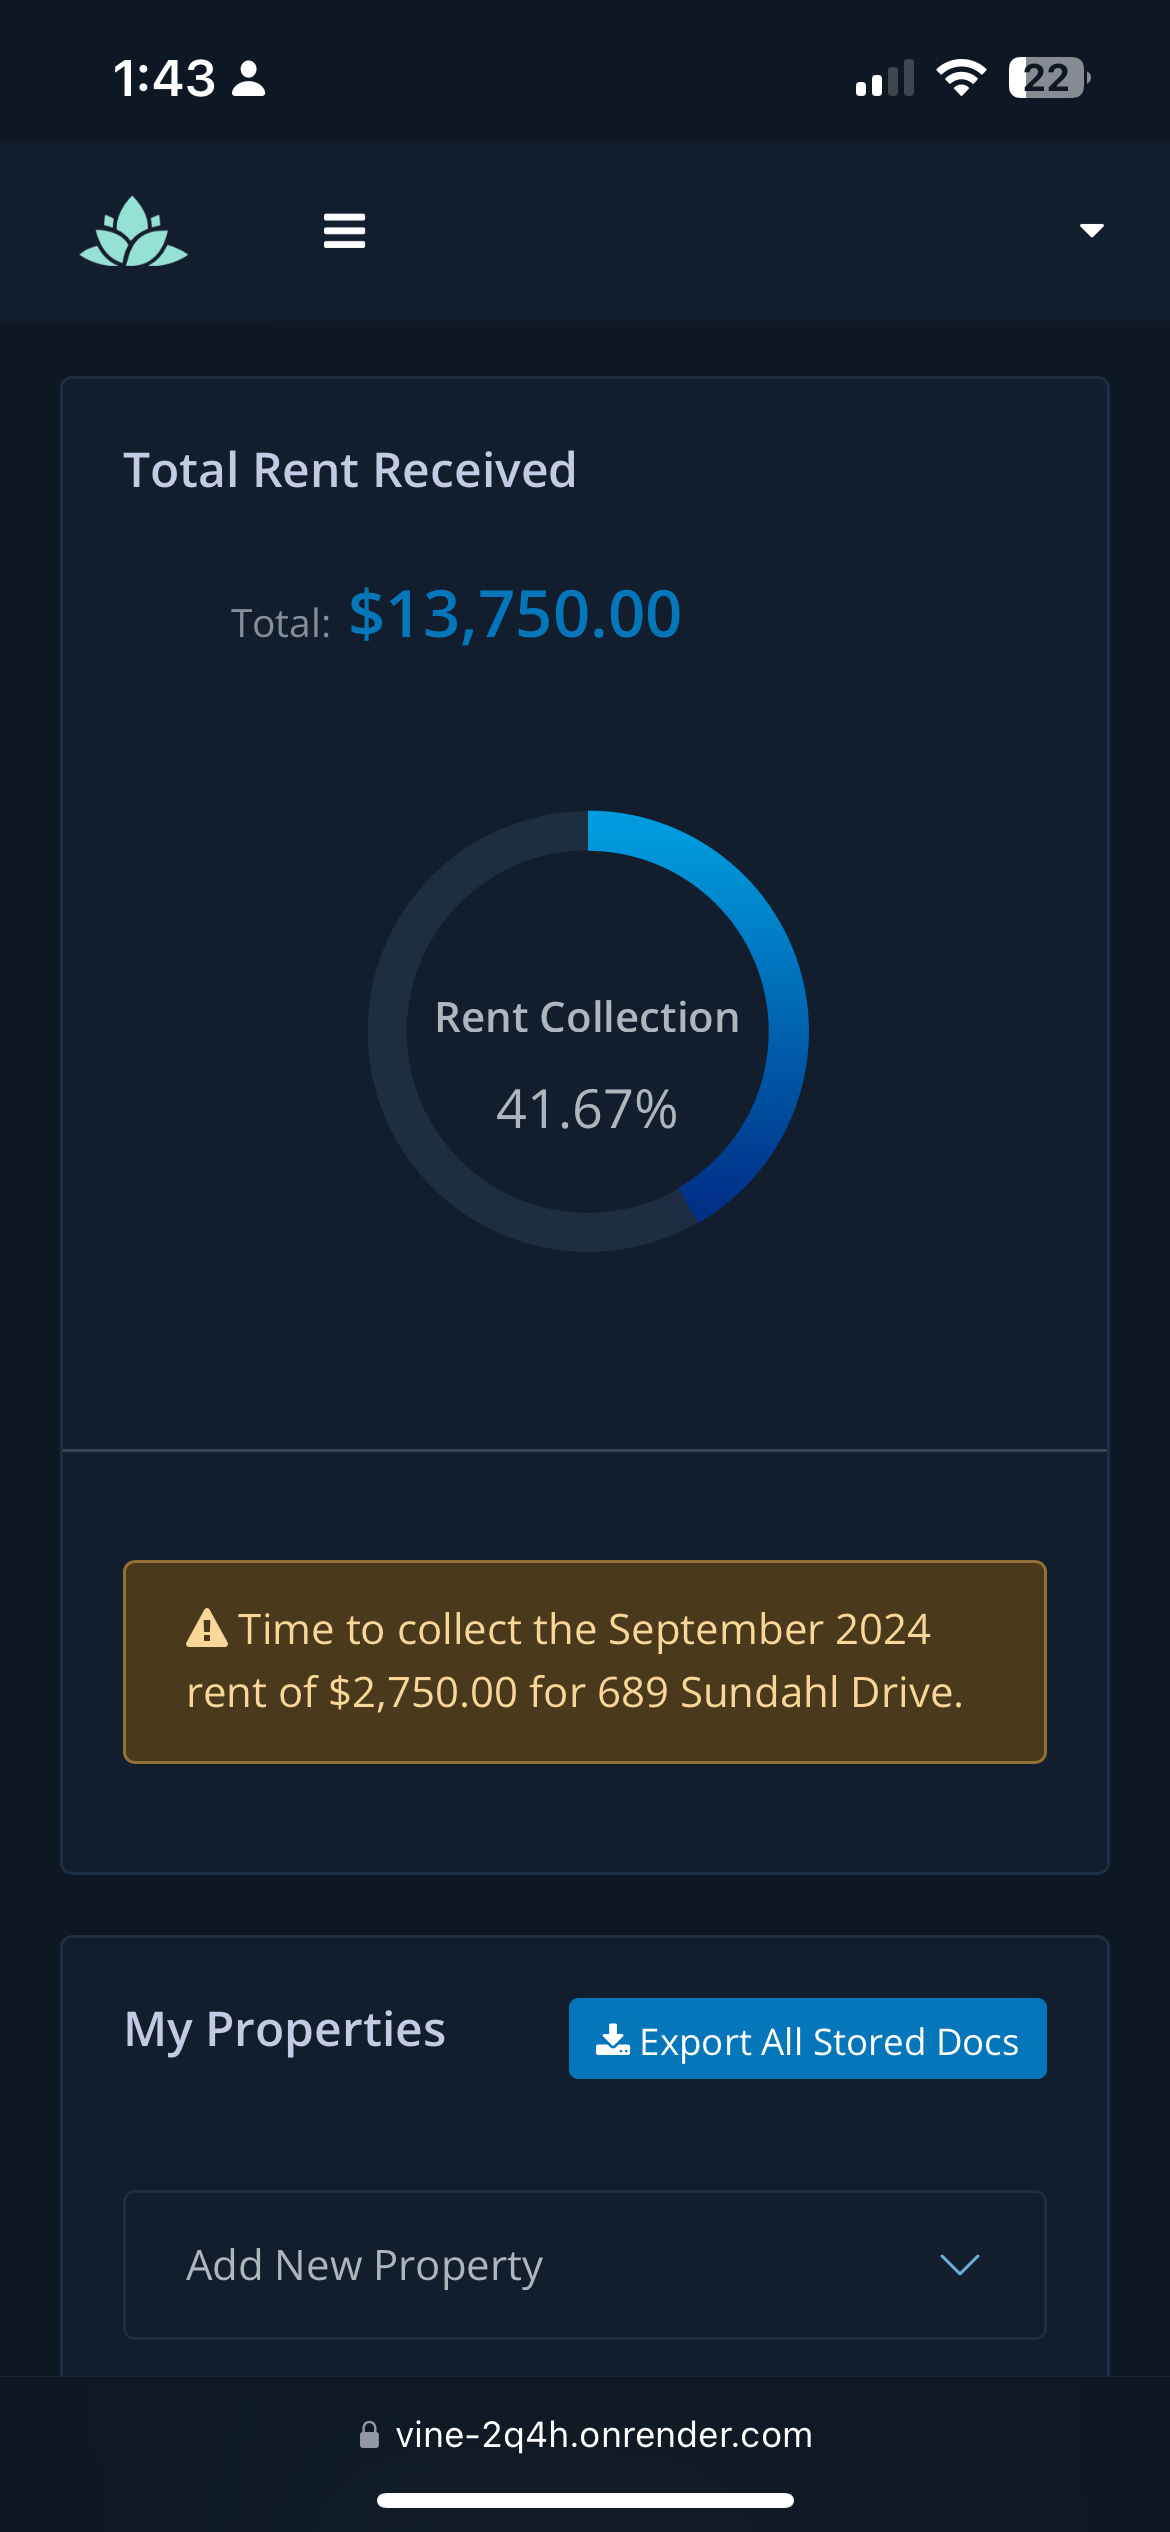 1:43
22
Total Rent Received
Total: $13,750.00
Rent Collection
41.67%
Time to collect the September 2024
rent of $2,750.00 for 689 Sundahl Drive.
My Properties
Export All Stored Docs
Add New Property
vine-2q4h.onrender.com